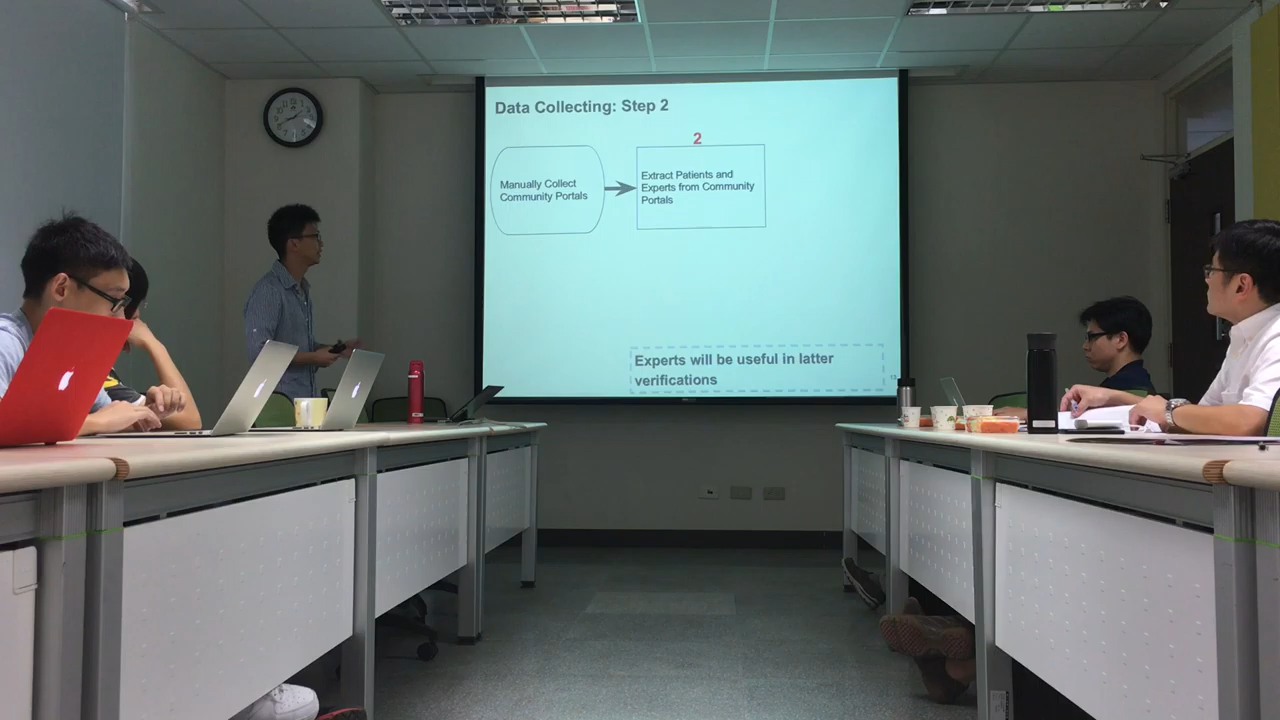 Data Collecting: Step 2
2
Manually Collect
Community Portals
Extract Patients and
Experts from Community
Portals
Experts will be useful in latter
verifications